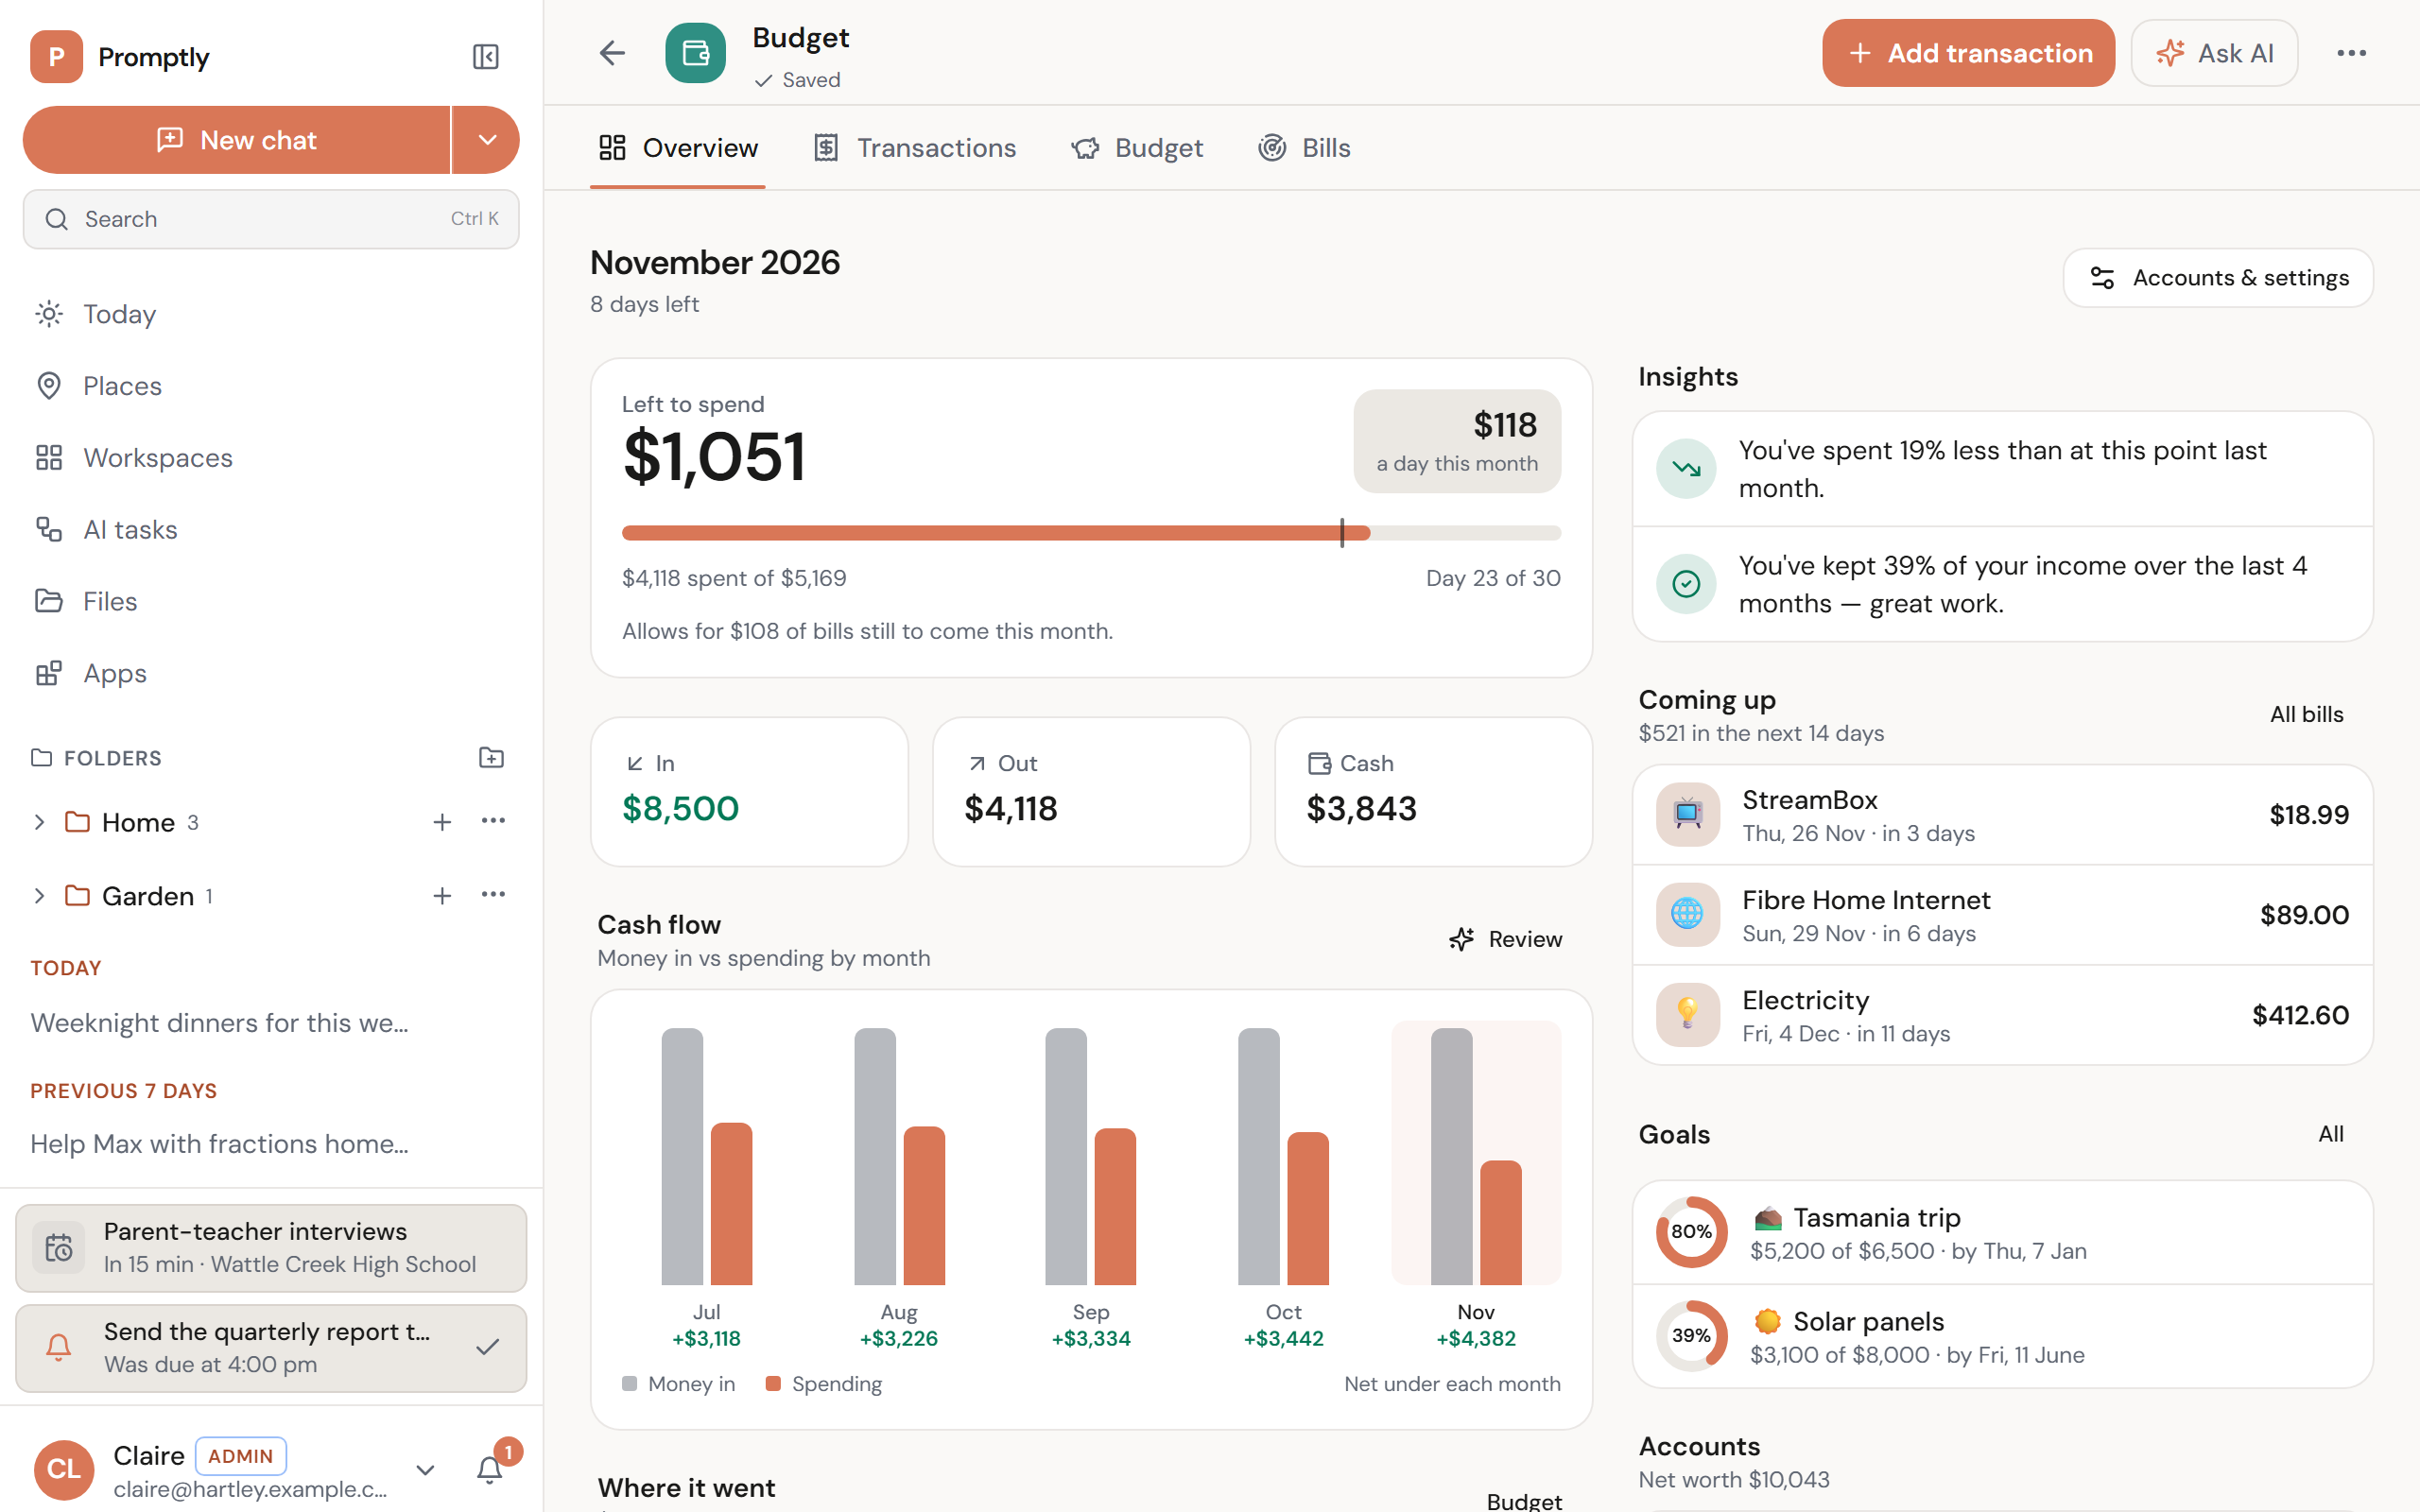 P Promptly
New chat
Search Ctrl K
Today
Places
Workspaces
AI tasks
Files
Apps
FOLDERS
Home 3
Garden 1
TODAY
Weeknight dinners for this we...
PREVIOUS 7 DAYS
Help Max with fractions home...
Parent-teacher interviews
In 15 min · Wattle Creek High School
Send the quarterly report t...
Was due at 4:00 pm
CL Claire ADMIN
claire@hartley.example.c...
1
Budget
Saved
Add transaction
Ask AI
Overview
Transactions
Budget
Bills
November 2026
8 days left
Accounts & settings
Left to spend
$1,051
$118
a day this month
$4,118 spent of $5,169
Day 23 of 30
Allows for $108 of bills still to come this month.
In
$8,500
Out
$4,118
Cash
$3,843
Cash flow
Money in vs spending by month
Review
Jul
+$3,118
Aug
+$3,226
Sep
+$3,334
Oct
+$3,442
Nov
+$4,382
Money in
Spending
Net under each month
Where it went
Budget
Insights
You've spent 19% less than at this point last
month.
You've kept 39% of your income over the last 4
months — great work.
Coming up
$521 in the next 14 days
All bills
StreamBox
Thu, 26 Nov · in 3 days
$18.99
Fibre Home Internet
Sun, 29 Nov · in 6 days
$89.00
Electricity
Fri, 4 Dec · in 11 days
$412.60
Goals
All
80%
Tasmania trip
$5,200 of $6,500 · by Thu, 7 Jan
39%
Solar panels
$3,100 of $8,000 · by Fri, 11 June
Accounts
Net worth $10,043